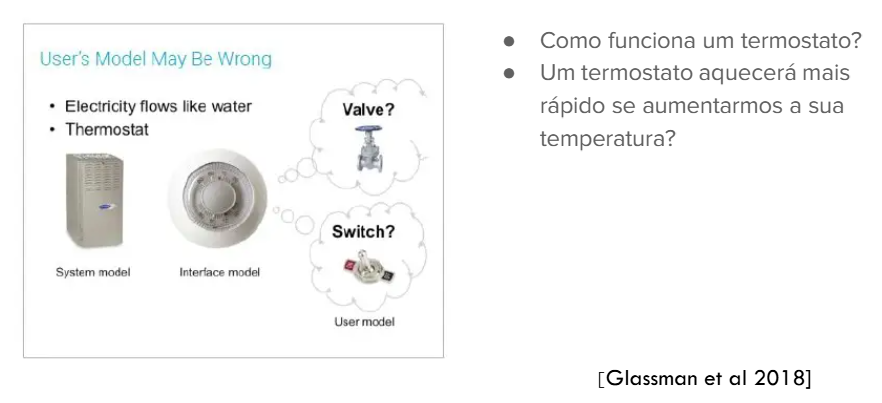 User's Model May Be Wrong
• Electricity flows like water
• Thermostat
Valve?
Switch?
System model
Interface model
User model
● Como funciona um termostato?
● Um termostato aquecerá mais
rápido se aumentarmos a sua
temperatura?
[Glassman et al 2018]